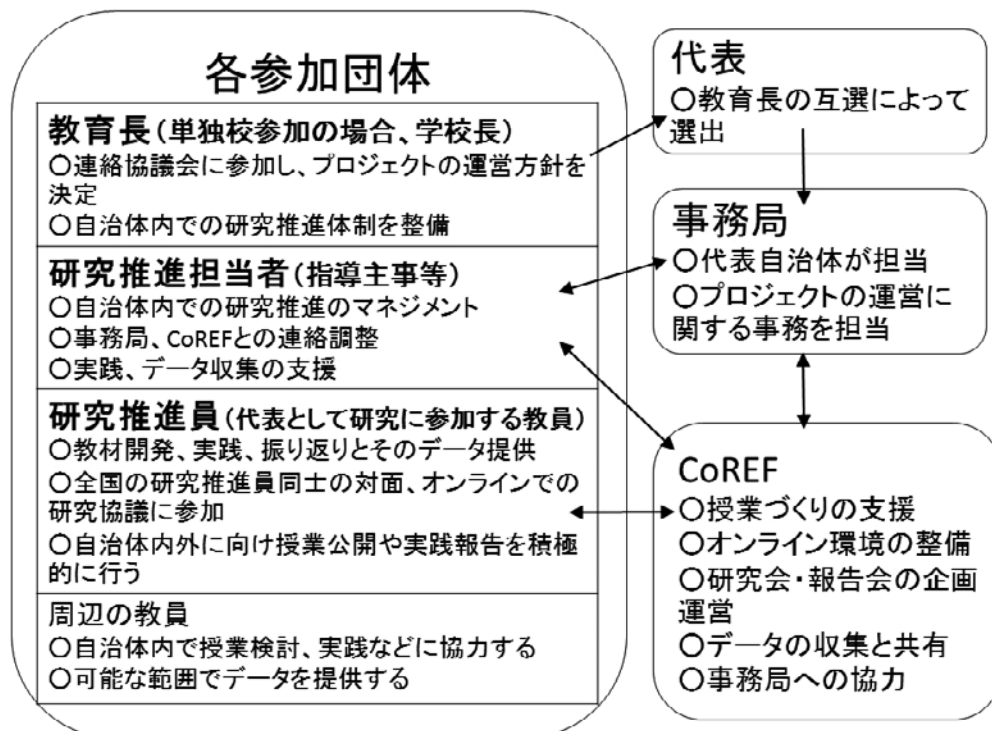 各参加団体
教育長(単独校参加の場合、学校長)
○連絡協議会に参加し、プロジェクトの運営方針を
決定
○自治体内での研究推進体制を整備
研究推進担当者(指導主事等)
○自治体内での研究推進のマネジメント
○事務局、CoREFとの連絡調整
○実践、データ収集の支援
研究推進員(代表として研究に参加する教員)
○教材開発、実践、振り返りとそのデータ提供
○全国の研究推進員同士の対面、オンラインでの
研究協議に参加
○自治体内外に向け授業公開や実践報告を積極
的に行う
周辺の教員
○自治体内で授業検討、実践などに協力する
○可能な範囲でデータを提供する
代表
○教育長の互選によって
選出
事務局
○代表自治体が担当
○プロジェクトの運営に
関する事務を担当
CoREF
○授業づくりの支援
○オンライン環境の整備
○研究会・報告会の企画
運営
○データの収集と共有
○事務局への協力